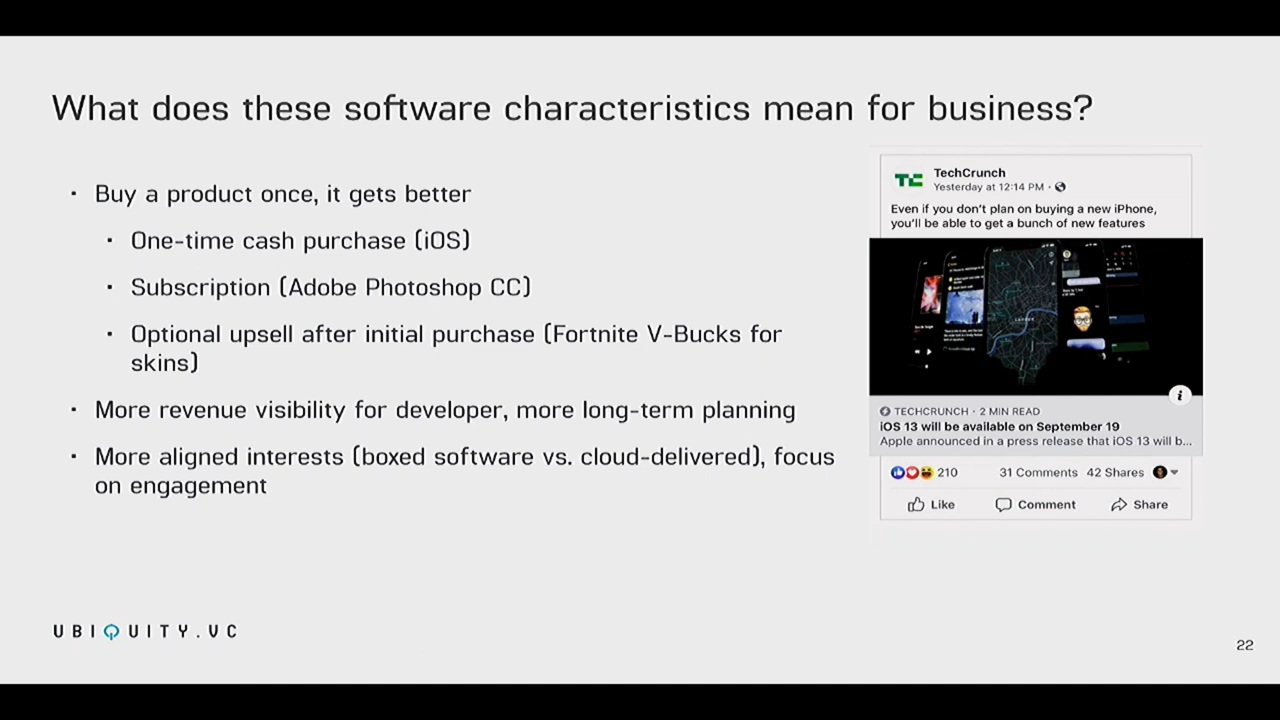 What does these software characteristics mean for business?
▪ Buy a product once, it gets better
▪ One-time cash purchase (iOS)
▪ Subscription (Adobe Photoshop CC)
▪ Optional upsell after initial purchase (Fortnite V-Bucks for
skins)
▪ More revenue visibility for developer, more long-term planning
▪ More aligned interests (boxed software vs. cloud-delivered), focus
on engagement
TC
TechCrunch
Yesterday at 12:14 PM ·
Even if you don't plan on buying a new iPhone,
you'll be able to get a bunch of new features
i
TECHCRUNCH · 2 MIN READ
iOS 13 will be available on September 19
Apple announced in a press release that iOS 13 will b...
210 31 Comments 42 Shares
Like Comment Share
UBIQUITY.VC
22